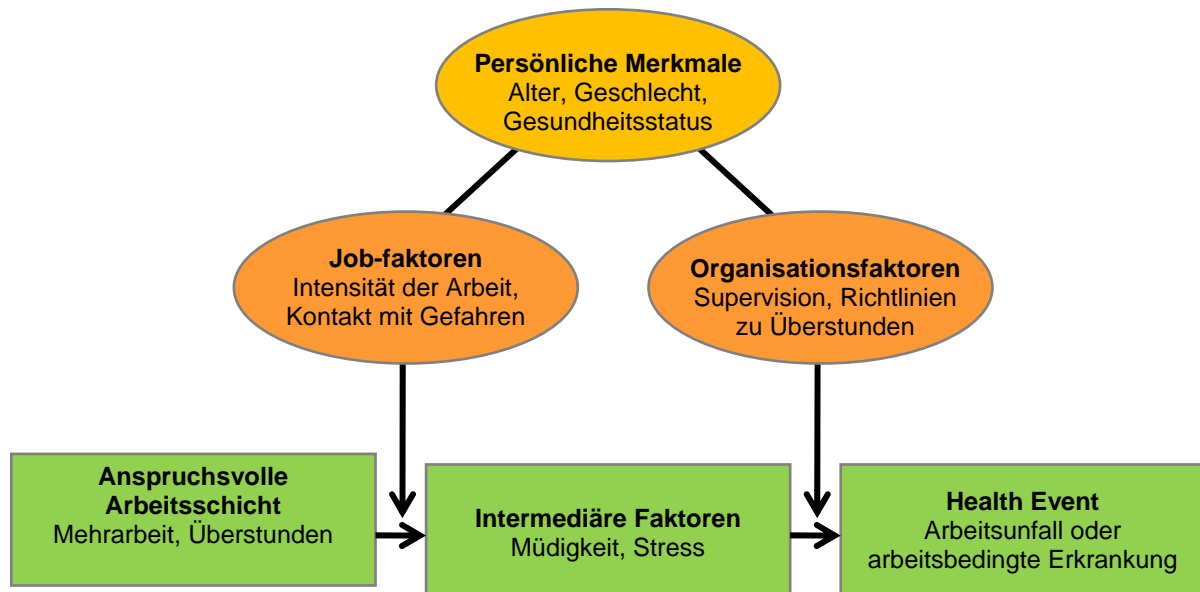 Persönliche Merkmale
Alter, Geschlecht,
Gesundheitsstatus
Job-faktoren
Intensität der Arbeit,
Kontakt mit Gefahren
Organisationsfaktoren
Supervision, Richtlinien
zu Überstunden
Anspruchsvolle
Arbeitsschicht
Mehrarbeit, Überstunden
Intermediäre Faktoren
Müdigkeit, Stress
Health Event
Arbeitsunfall oder
arbeitsbedingte Erkrankung